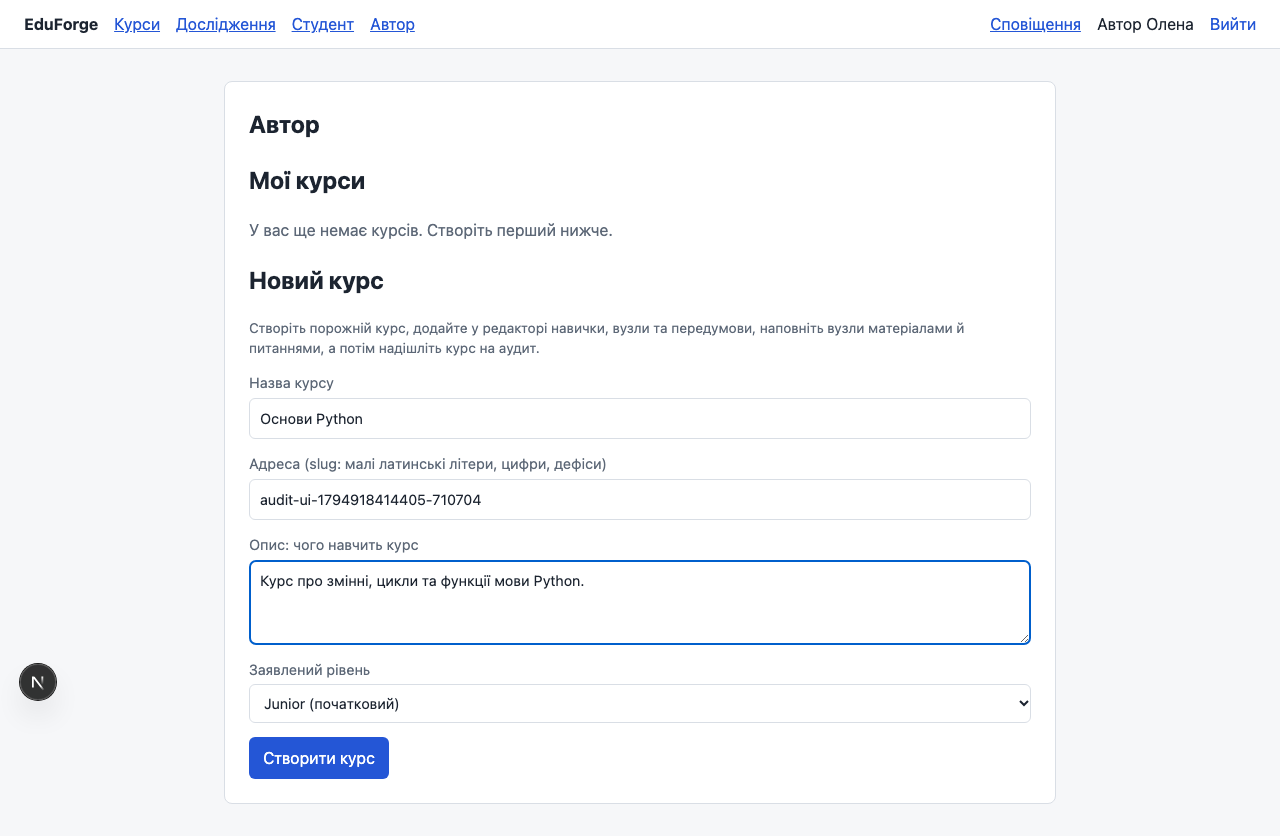 EduForge Курси Дослідження Студент Автор Сповіщення Автор Олена Вийти
Автор
Мої курси
У вас ще немає курсів. Створіть перший нижче.
Новий курс
Створіть порожній курс, додайте у редакторі навички, вузли та передумови, наповніть вузли матеріалами й
питаннями, а потім надішліть курс на аудит.
Назва курсу
Основи Python
Адреса (slug: малі латинські літери, цифри, дефіси)
audit-ui-1794918414405-710704
Опис: чого навчить курс
Курс про змінні, цикли та функції мови Python.
Заявлений рівень
Junior (початковий)
Створити курс
N